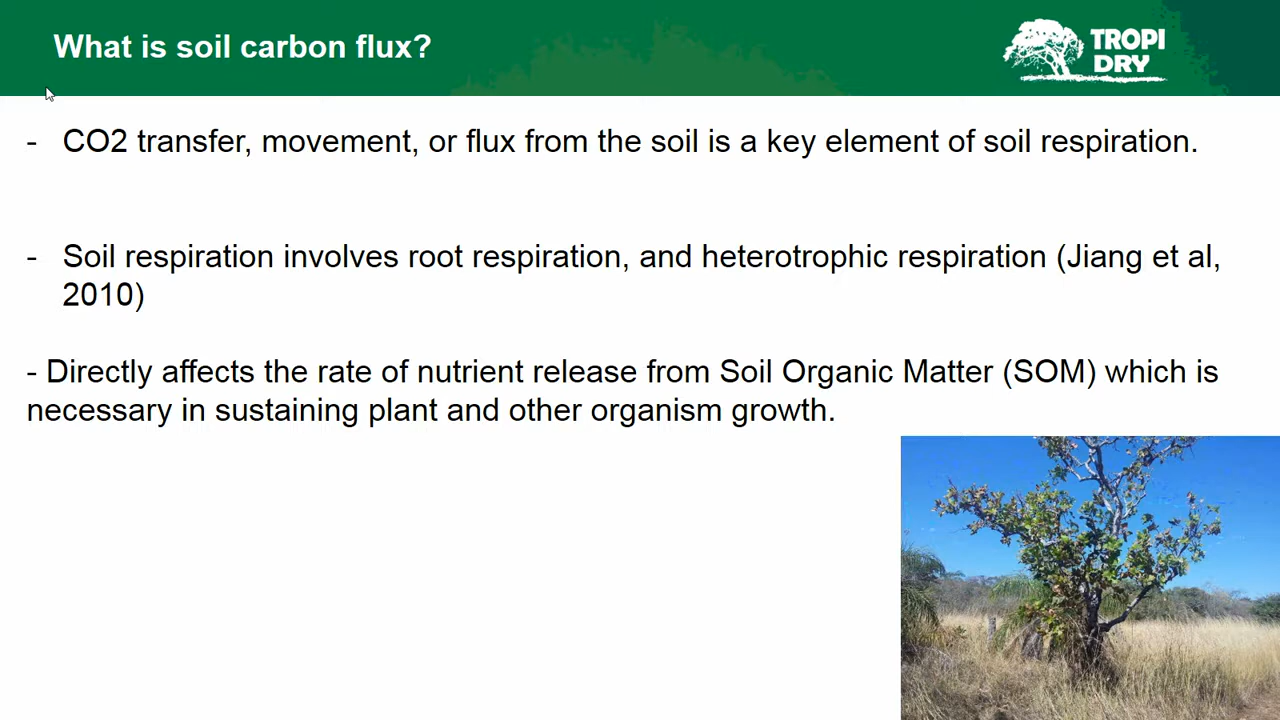 What is soil carbon flux?
TROPI
DRY
- CO2 transfer, movement, or flux from the soil is a key element of soil respiration.
- Soil respiration involves root respiration, and heterotrophic respiration (Jiang et al,
2010)
- Directly affects the rate of nutrient release from Soil Organic Matter (SOM) which is
necessary in sustaining plant and other organism growth.